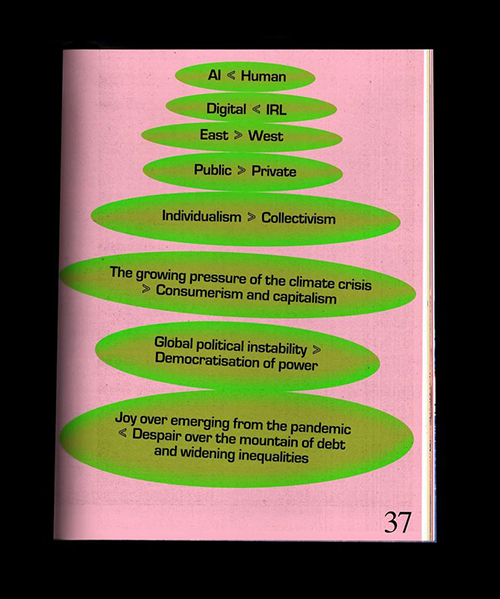 AI < Human
Digital < IRL
East > West
Public > Private
Individualism > Collectivism
The growing pressure of the climate crisis
> Consumerism and capitalism
Global political instability >
Democratisation of power
Joy over emerging from the pandemic
< Despair over the mountain of debt
and widening inequalities
37